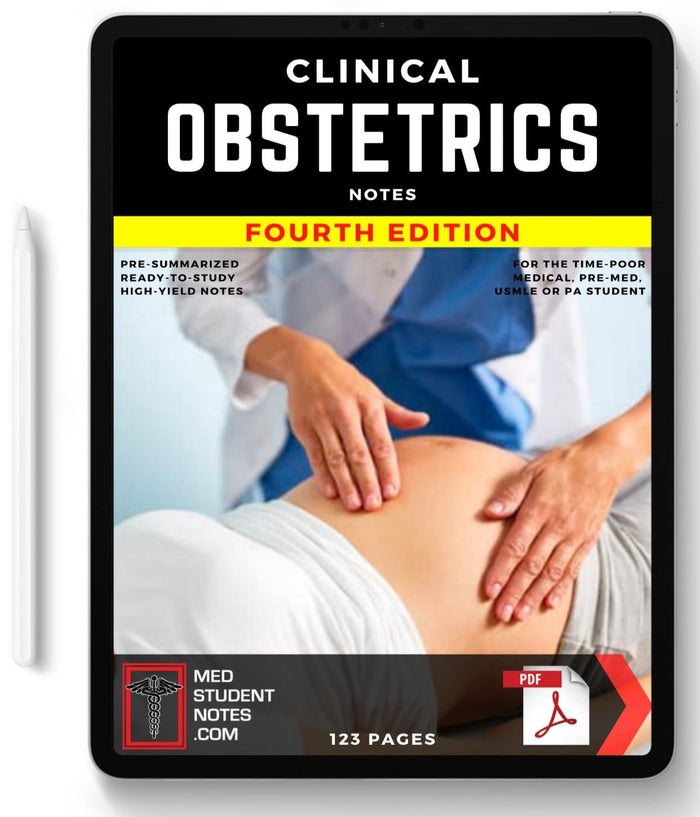 CLINICAL
OBSTETRICS
NOTES
FOURTH EDITION
PRE-SUMMARIZED
READY-TO-STUDY
HIGH-YIELD NOTES
FOR THE TIME-POOR
MEDICAL, PRE-MED,
USMLE OR PA STUDENT
MED
STUDENT
NOTES
.COM
123 PAGES
PDF